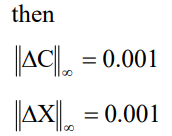 then
‖ΔC‖∞ = 0.001
‖ΔX‖∞ = 0.001